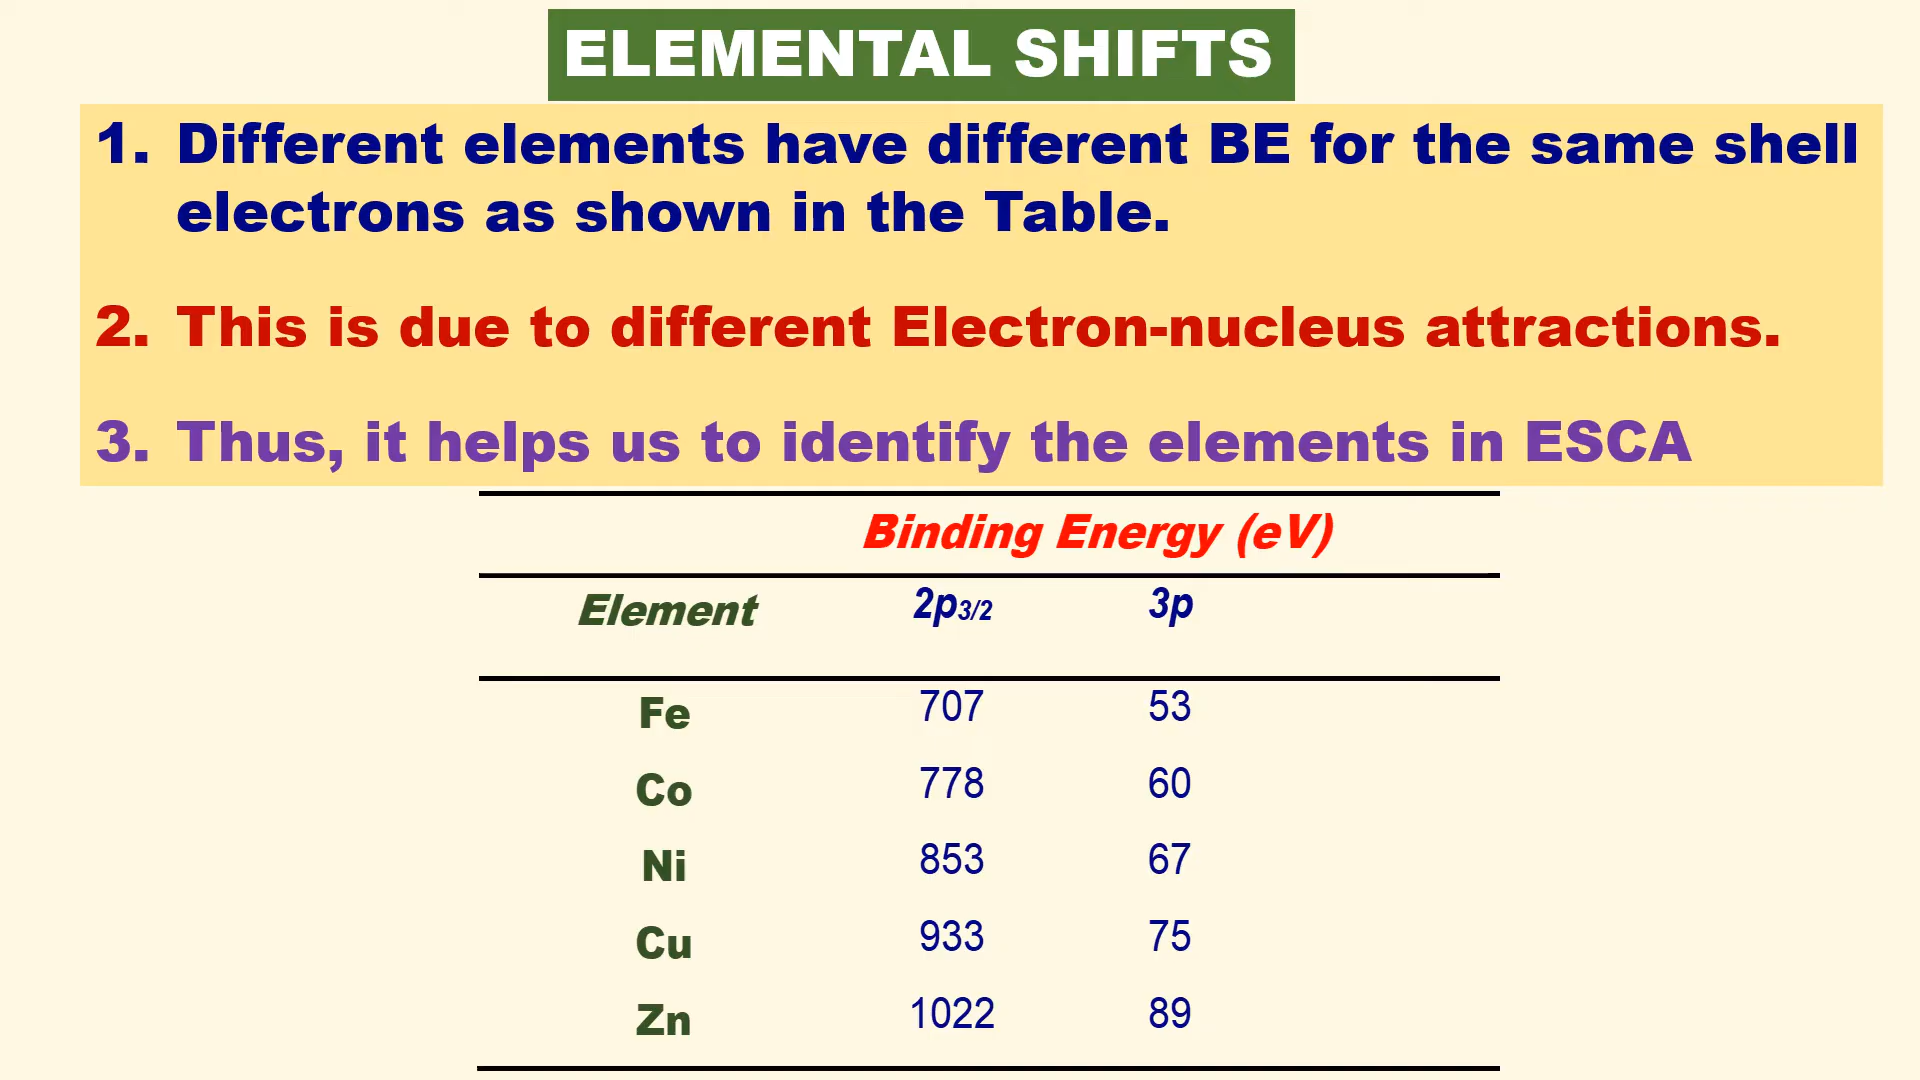 ELEMENTAL SHIFTS
1. Different elements have different BE for the same shell
electrons as shown in the Table.
2. This is due to different Electron-nucleus attractions.
3. Thus, it helps us to identify the elements in ESCA
Binding Energy (eV)
Element 2p3/2 3p
Fe 707 53
Co 778 60
Ni 853 67
Cu 933 75
Zn 1022 89